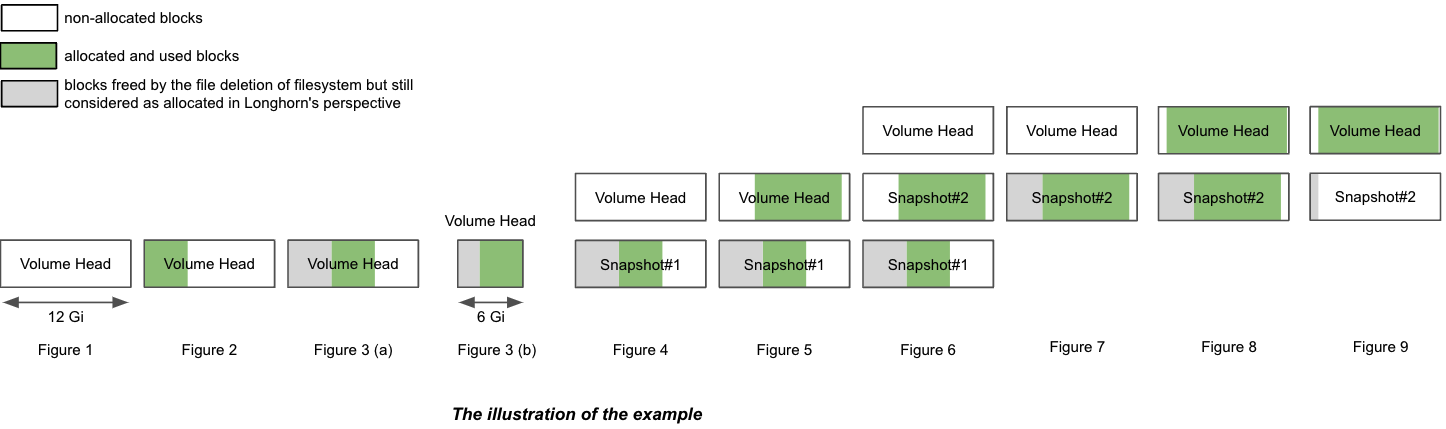 non-allocated blocks
allocated and used blocks
blocks freed by the file deletion of filesystem but still
considered as allocated in Longhorn's perspective
Volume Head Volume Head Volume Head Volume Head
Volume Head Volume Head Snapshot#2 Snapshot#2 Snapshot#2 Snapshot#2
Volume Head
Volume Head Volume Head Volume Head Snapshot#1 Snapshot#1 Snapshot#1
12 Gi 6 Gi
Figure 1 Figure 2 Figure 3 (a) Figure 3 (b) Figure 4 Figure 5 Figure 6 Figure 7 Figure 8 Figure 9
The illustration of the example